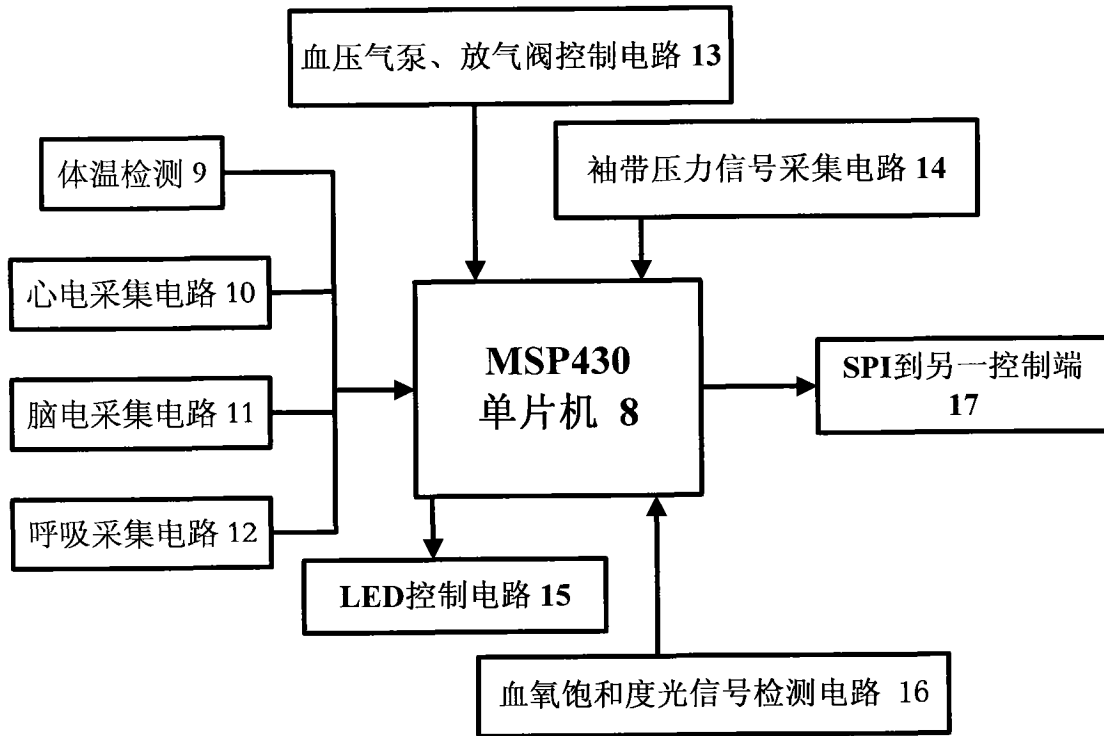 血压气泵、放气阀控制电路 13
体温检测 9
袖带压力信号采集电路 14
心电采集电路 10
MSP430
单片机 8
SPI到另一控制端
17
脑电采集电路 11
呼吸采集电路 12
LED控制电路 15
血氧饱和度光信号检测电路 16